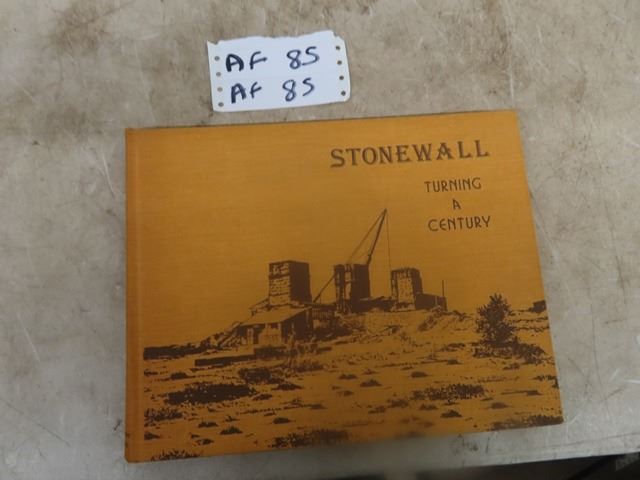 AF 85
AF 85
STONEWALL
TURNING
A
CENTURY